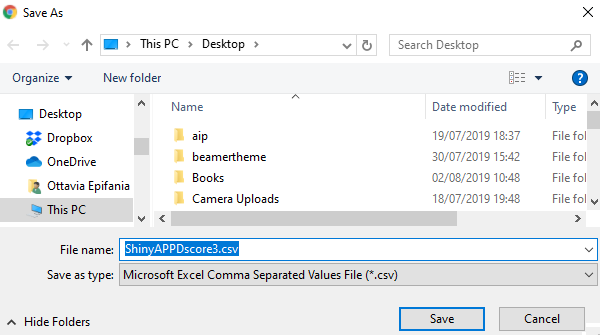 Save As
This PC > Desktop >
Search Desktop
Organize
New folder
Name
Date modified
Type
Desktop
Dropbox
OneDrive
Ottavia Epifania
This PC
aip 19/07/2019 18:37 File fol
beamertheme 30/07/2019 15:42 File fol
Books 02/08/2019 10:48 File fol
Camera Uploads 18/07/2019 19:48 File fol
File name: ShinyAPPDscore3.csv
Save as type: Microsoft Excel Comma Separated Values File (*.csv)
Hide Folders
Save
Cancel